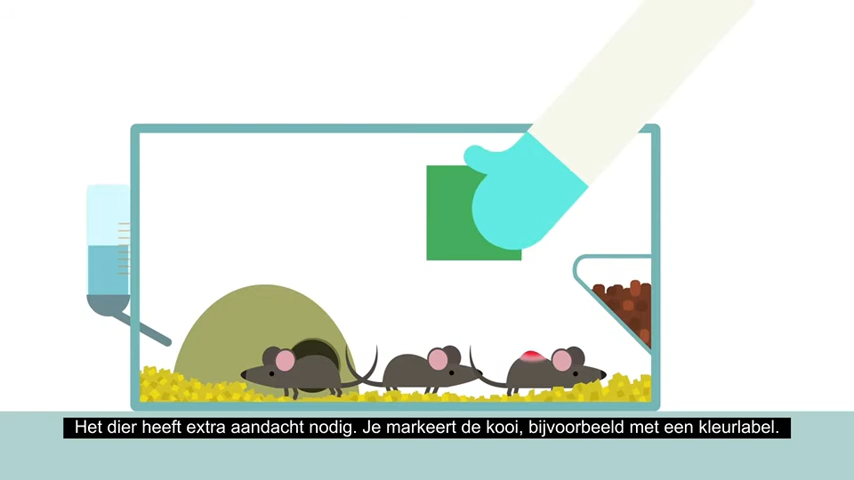 Het dier heeft extra aandacht nodig. Je markeert de kooi, bijvoorbeeld met een kleurlabel.